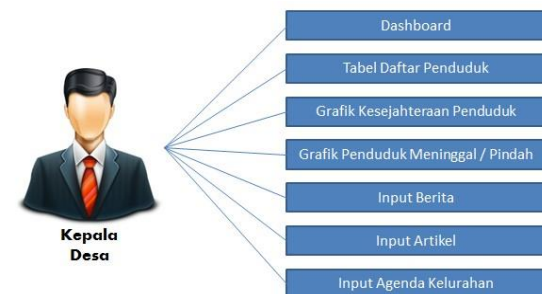 Dashboard
Tabel Daftar Penduduk
Grafik Kesejahteraan Penduduk
Grafik Penduduk Meninggal / Pindah
Input Berita
Input Artikel
Input Agenda Kelurahan
Kepala
Desa